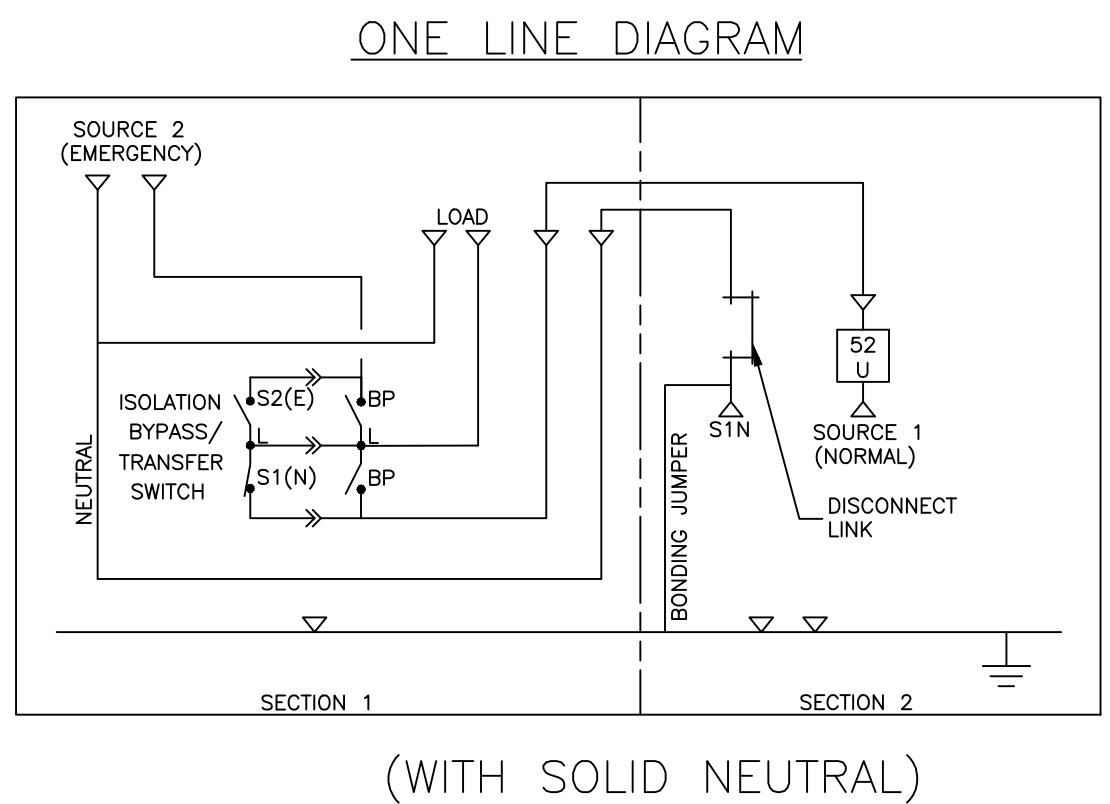 ONE LINE DIAGRAM
SOURCE 2
(EMERGENCY)
LOAD
52
U
ISOLATION
BYPASS/
TRANSFER
SWITCH
S2(E)
BP
L
L
S1(N)
BP
NEUTRAL
S1N
SOURCE 1
(NORMAL)
BONDING JUMPER
DISCONNECT
LINK
SECTION 1
SECTION 2
(WITH SOLID NEUTRAL)